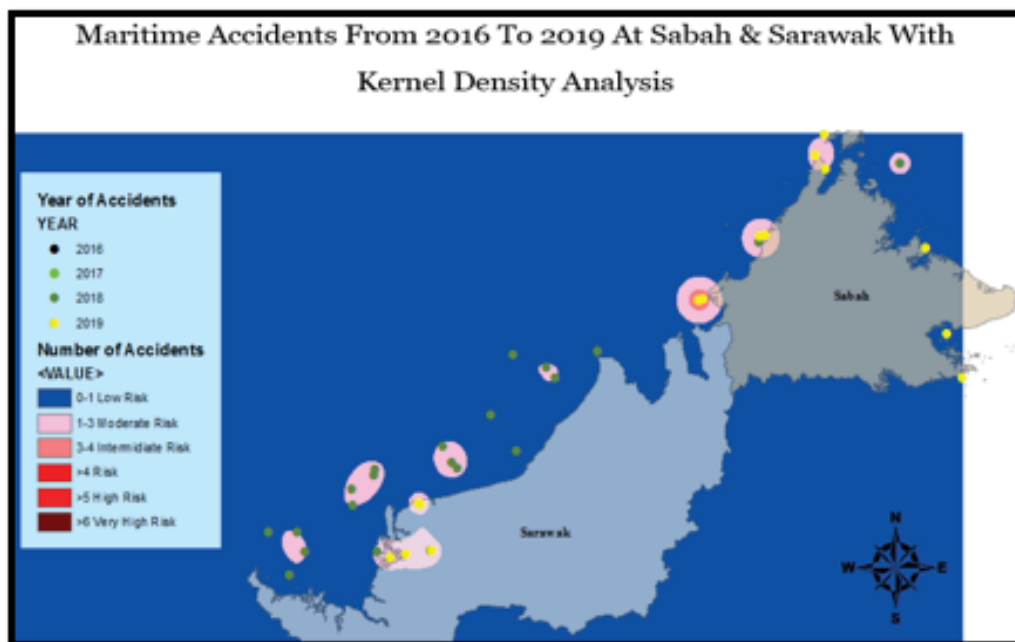 Maritime Accidents From 2016 To 2019 At Sabah & Sarawak With
Kernel Density Analysis
Year of Accidents
YEAR
2016
2017
2018
2019
Number of Accidents
<VALUE>
0-1 Low Risk
1-3 Moderate Risk
3-4 Intermidiate Risk
>4 Risk
>5 High Risk
>6 Very High Risk
Sabah
Sarawak
N
W E
S